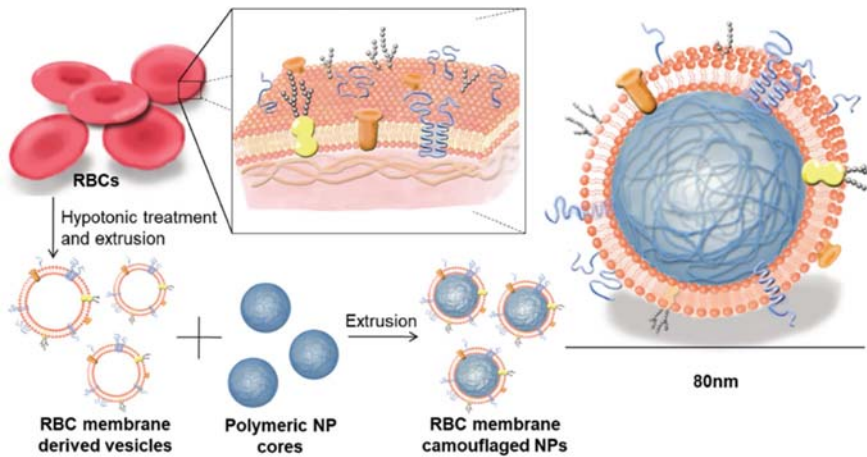 RBCs
Hypotonic treatment
and extrusion
RBC membrane
derived vesicles
Polymeric NP
cores
Extrusion
RBC membrane
camouflaged NPs
80nm